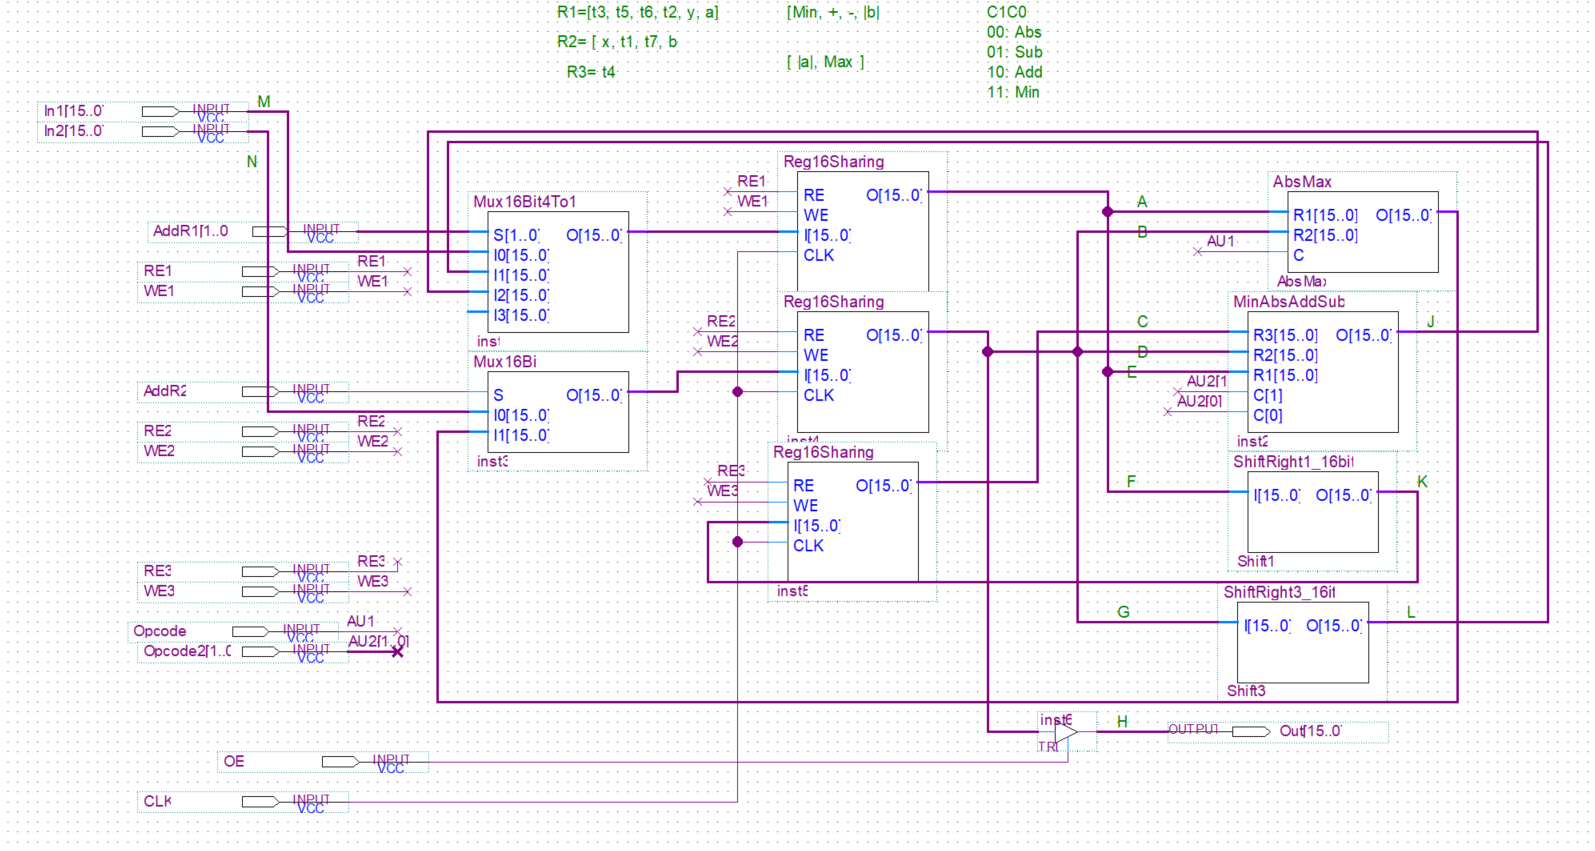 R1=[t3, t5, t6, t2, y, a]
[Min, +, -, |b|
C1C0
R2= [ x, t1, t7, b
00: Abs
01: Sub
R3= t4
[ |a|, Max ]
10: Add
11: Min
In1[15..0]
INPUT
VCC
M
In2[15..0]
INPUT
VCC
N
AddR1[1..0
INPUT
VCC
RE1
INPUT
VCC
RE1
WE1
INPUT
VCC
WE1
AddR2
INPUT
VCC
RE2
INPUT
VCC
RE2
WE2
INPUT
VCC
WE2
RE3
INPUT
VCC
RE3
WE3
INPUT
VCC
WE3
Opcode
INPUT
VCC
AU1
Opcode2[1..0
INPUT
VCC
AU2[1..0]
OE
INPUT
VCC
CLK
INPUT
VCC
Mux16Bit4To1
S[1..0] O[15..0]
I0[15..0]
I1[15..0]
I2[15..0]
I3[15..0]
inst
Mux16Bi
S O[15..0]
I0[15..0]
I1[15..0]
inst3
Reg16Sharing
RE1
WE1
RE O[15..0]
WE
I[15..0]
CLK
Reg16Sharing
RE2
WE2
RE O[15..0]
WE
I[15..0]
CLK
inst4
Reg16Sharing
RE3
WE3
RE O[15..0]
WE
I[15..0]
CLK
inst5
A
B
AU1
AbsMax
R1[15..0] O[15..0]
R2[15..0]
C
AbsMax
C
D
E
AU2[1
AU2[0]
MinAbsAddSub
R3[15..0] O[15..0]
R2[15..0]
R1[15..0]
C[1]
C[0]
inst2
J
F
ShiftRight1_16bit
I[15..0] O[15..0]
Shift1
K
G
ShiftRight3_16it
I[15..0] O[15..0]
Shift3
L
inst6
TRI
H
OUTPUT
Out[15..0]